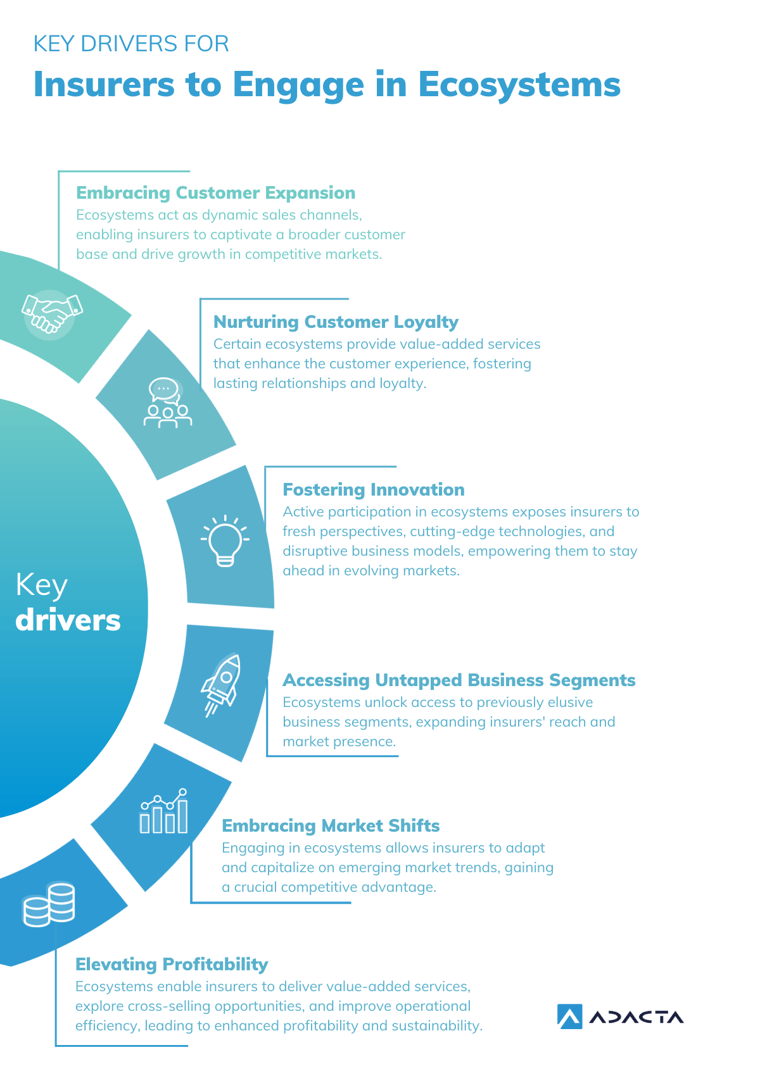 KEY DRIVERS FOR
Insurers to Engage in Ecosystems
Embracing Customer Expansion
Ecosystems act as dynamic sales channels,
enabling insurers to captivate a broader customer
base and drive growth in competitive markets.
Nurturing Customer Loyalty
Certain ecosystems provide value-added services
that enhance the customer experience, fostering
lasting relationships and loyalty.
Fostering Innovation
Active participation in ecosystems exposes insurers to
fresh perspectives, cutting-edge technologies, and
disruptive business models, empowering them to stay
ahead in evolving markets.
Key
drivers
Accessing Untapped Business Segments
Ecosystems unlock access to previously elusive
business segments, expanding insurers' reach and
market presence.
Embracing Market Shifts
Engaging in ecosystems allows insurers to adapt
and capitalize on emerging market trends, gaining
a crucial competitive advantage.
Elevating Profitability
Ecosystems enable insurers to deliver value-added services,
explore cross-selling opportunities, and improve operational
efficiency, leading to enhanced profitability and sustainability.
ADACTA